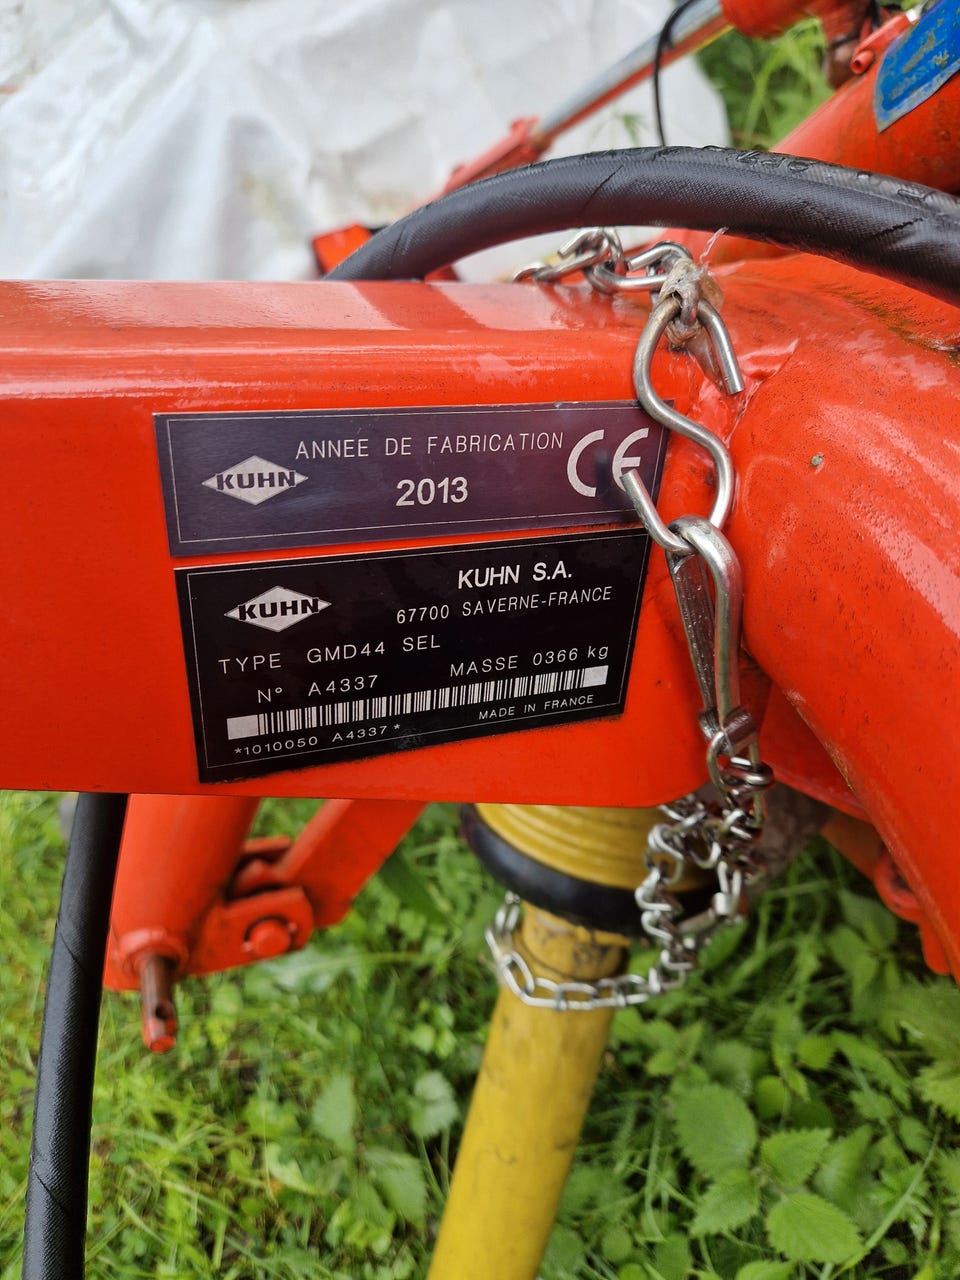 ANNEE DE FABRICATION
KUHN
2013
CE
KUHN
KUHN S.A.
67700 SAVERNE-FRANCE
TYPE GMD44 SEL
MASSE 0366 kg
N° A4337
*1010050 A4337*
MADE IN FRANCE